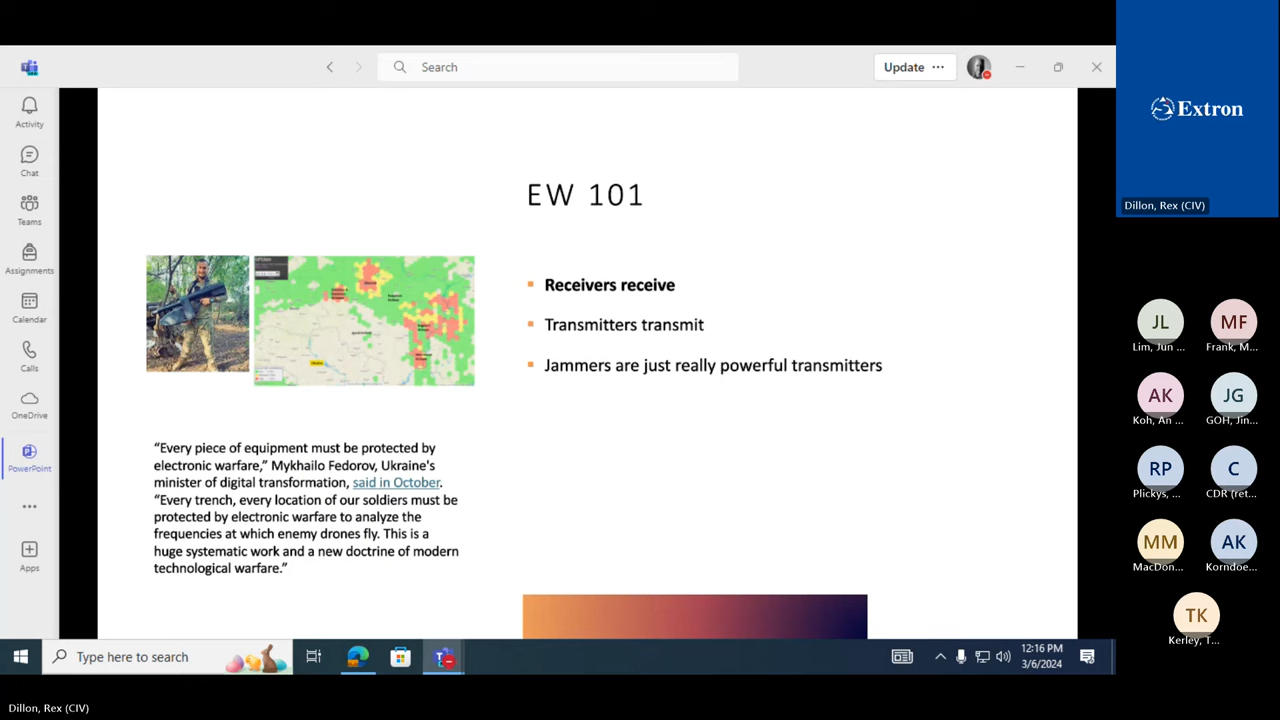 Search
Update
Extron
Dillon, Rex (CIV)
Activity
Chat
Teams
Assignments
Calendar
Calls
OneDrive
PowerPoint
Apps
EW 101
Receivers receive
Transmitters transmit
Jammers are just really powerful transmitters
“Every piece of equipment must be protected by
electronic warfare,” Mykhailo Fedorov, Ukraine's
minister of digital transformation, said in October.
“Every trench, every location of our soldiers must be
protected by electronic warfare to analyze the
frequencies at which enemy drones fly. This is a
huge systematic work and a new doctrine of modern
technological warfare.”
JL
Lim, Jun ...
MF
Frank, M...
AK
Koh, An ...
JG
GOH, Jin...
RP
Plickys, ...
C
CDR (ret...
MM
MacDon...
AK
Korndoe...
TK
Kerley, T...
Type here to search
12:16 PM
3/6/2024
Dillon, Rex (CIV)